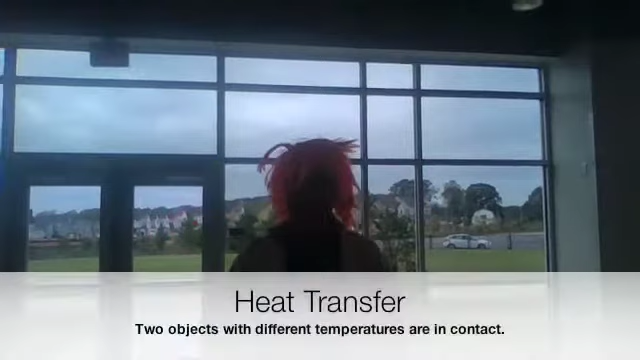 Heat Transfer
Two objects with different temperatures are in contact.